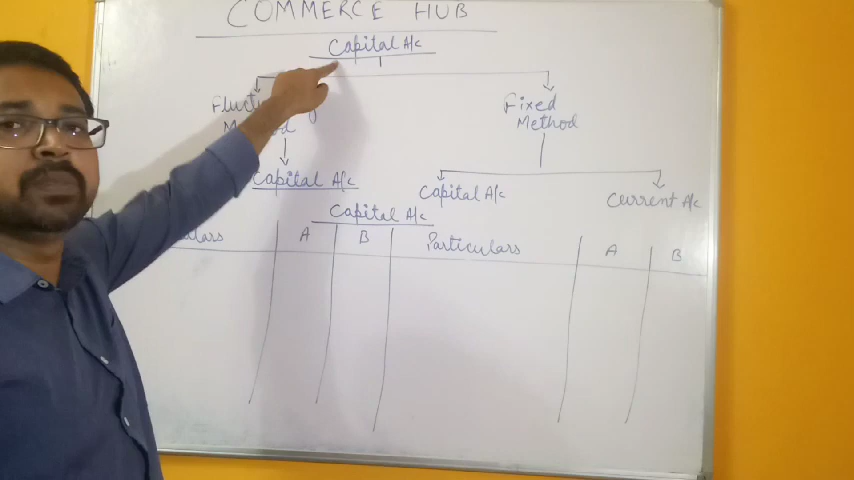 COMMERCE HUB
Capital A/c
Fixed
Method
Capital A/c
Capital A/c
Current A/c
Capital A/c
A
B
Particulars
A
B